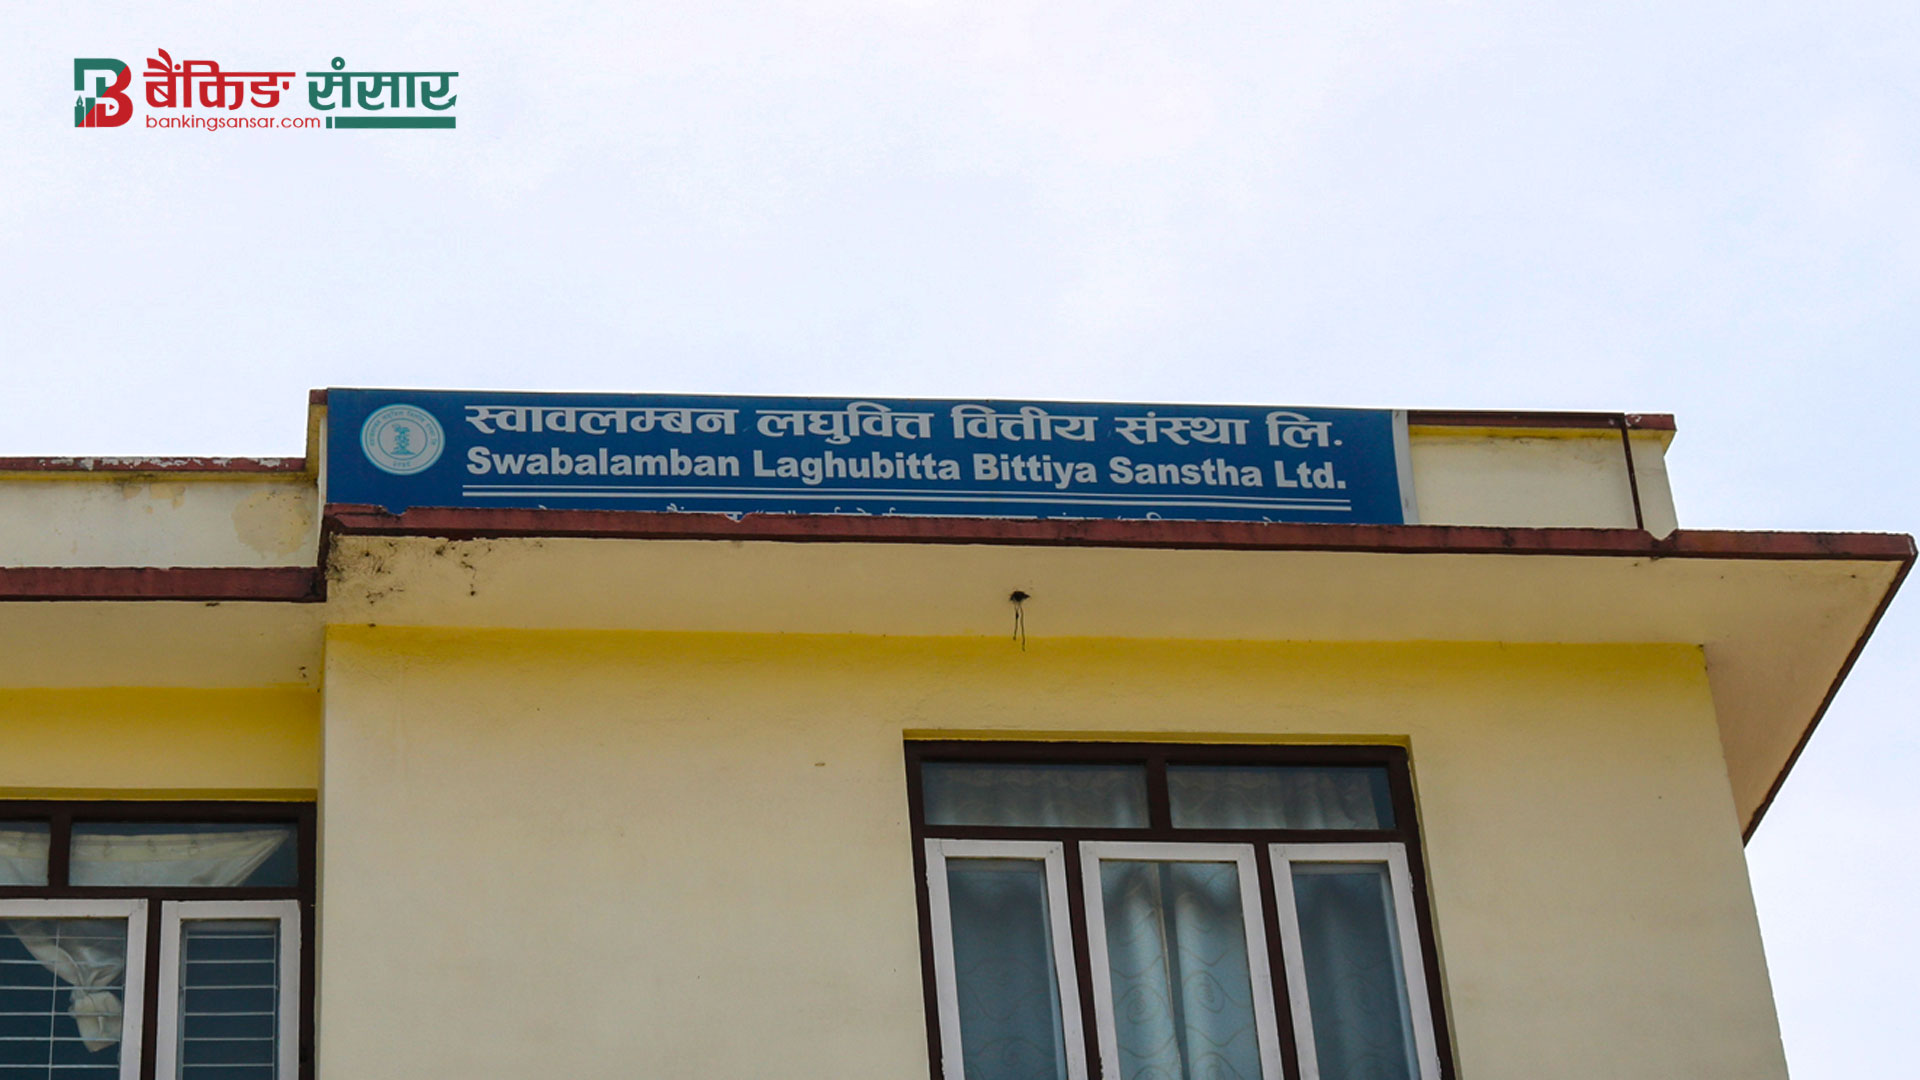 बैंकिङ संसार
bankingsansar.com
स्वावलम्बन लघुवित्त वित्तीय संस्था लि.
Swabalamban Laghubitta Bittiya Sanstha Ltd.